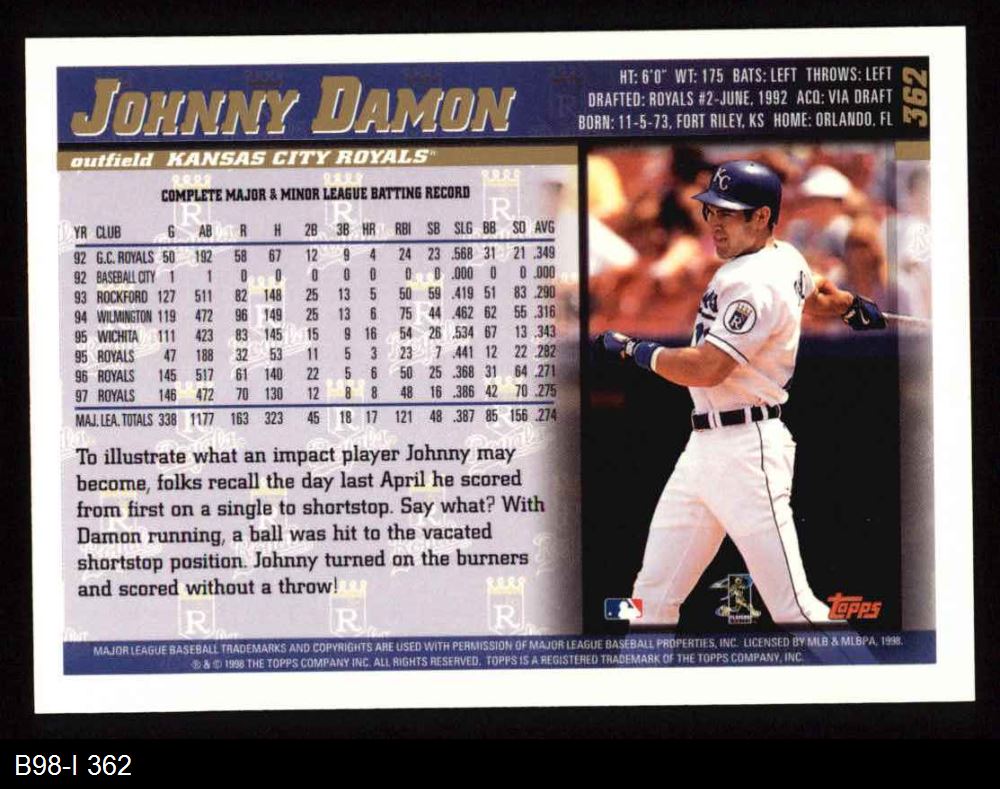 JOHNNY DAMON
HT: 6'0" WT: 175 BATS: LEFT THROWS: LEFT
DRAFTED: ROYALS #2-JUNE, 1992 ACQ: VIA DRAFT
BORN: 11-5-73, FORT RILEY, KS HOME: ORLANDO, FL
362
outfield KANSAS CITY ROYALS
COMPLETE MAJOR & MINOR LEAGUE BATTING RECORD
YR CLUB G AB R H 2B 3B HR RBI SB SLG BB SO AVG
92 G.C. ROYALS 50 192 58 67 12 9 4 24 23 .568 31 21 .349
92 BASEBALL CITY 1 1 0 0 0 0 0 0 0 .000 0 0 .000
93 ROCKFORD 127 511 82 148 25 13 5 50 59 .419 51 83 .290
94 WILMINGTON 119 472 96 149 25 13 6 75 44 .462 62 55 .316
95 WICHITA 111 423 83 145 15 9 16 54 26 .534 67 13 .343
95 ROYALS 47 188 32 53 11 5 3 23 7 .441 12 22 .282
96 ROYALS 145 517 61 140 22 5 6 50 25 .368 31 64 .271
97 ROYALS 146 472 70 130 12 8 8 48 16 .386 42 70 .275
MAJ. LEA. TOTALS 338 1177 163 323 45 18 17 121 48 .387 85 156 .274
To illustrate what an impact player Johnny may
become, folks recall the day last April he scored
from first on a single to shortstop. Say what? With
Damon running, a ball was hit to the vacated
shortstop position. Johnny turned on the burners
and scored without a throw!
KC
R
Topps
MAJOR LEAGUE BASEBALL TRADEMARKS AND COPYRIGHTS ARE USED WITH PERMISSION OF MAJOR LEAGUE BASEBALL PROPERTIES, INC. LICENSED BY MLB & MLBPA, 1998.
® & © 1998 THE TOPPS COMPANY, INC. ALL RIGHTS RESERVED. TOPPS IS A REGISTERED TRADEMARK OF THE TOPPS COMPANY, INC.
B98-I 362